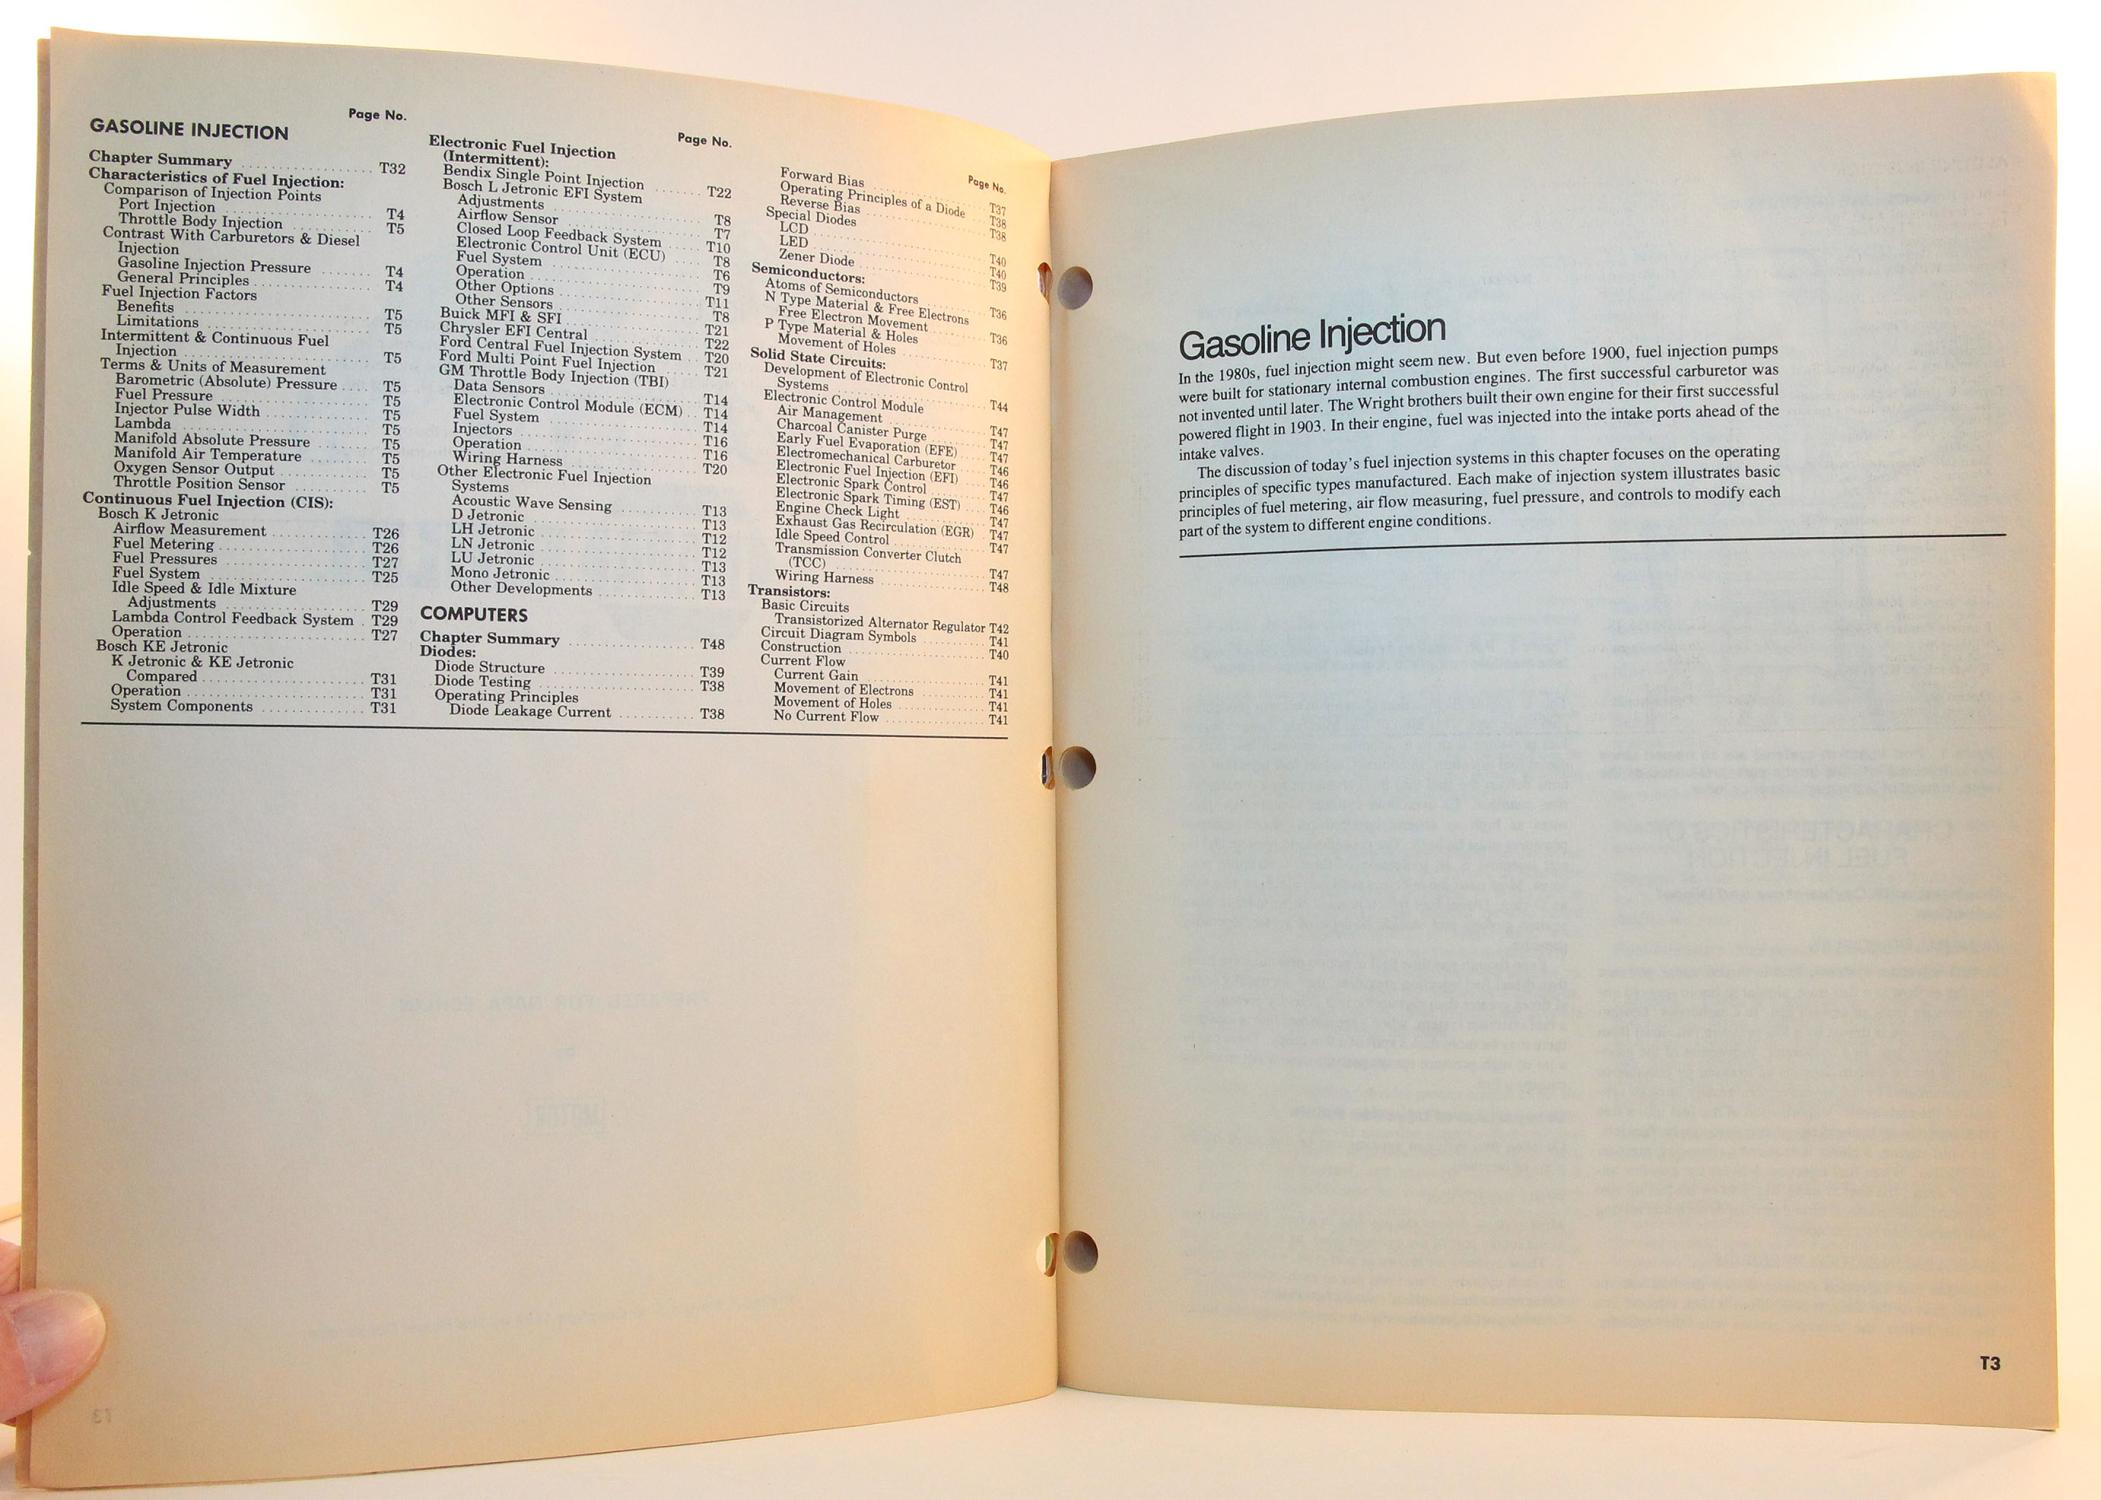 Page No.
GASOLINE INJECTION
Chapter Summary T32
Characteristics of Fuel Injection:
Comparison of Injection Points
Port Injection T4
Throttle Body Injection T5
Contrast With Carburetors & Diesel
Injection
Gasoline Injection Pressure T4
General Principles T4
Fuel Injection Factors
Benefits T5
Limitations T5
Intermittent & Continuous Fuel
Injection T5
Terms & Units of Measurement
Barometric (Absolute) Pressure T5
Fuel Pressure T5
Injector Pulse Width T5
Lambda T5
Manifold Absolute Pressure T5
Manifold Air Temperature T5
Oxygen Sensor Output T5
Throttle Position Sensor T5
Continuous Fuel Injection (CIS):
Bosch K Jetronic
Airflow Measurement T26
Fuel Metering T26
Fuel Pressures T27
Fuel System T25
Idle Speed & Idle Mixture
Adjustments T29
Lambda Control Feedback System T29
Operation T27
Bosch KE Jetronic
K Jetronic & KE Jetronic
Compared T31
Operation T31
System Components T31
Page No.
Electronic Fuel Injection
(Intermittent):
Bendix Single Point Injection T22
Bosch L Jetronic EFI System
Adjustments T8
Airflow Sensor T7
Closed Loop Feedback System T10
Electronic Control Unit (ECU) T8
Fuel System T6
Operation T9
Other Options T11
Other Sensors T8
Buick MFI & SFI T21
Chrysler EFI Central T22
Ford Central Fuel Injection System T20
Ford Multi Point Fuel Injection T21
GM Throttle Body Injection (TBI)
Data Sensors T14
Electronic Control Module (ECM) T14
Fuel System T14
Injectors T16
Operation T16
Wiring Harness T20
Other Electronic Fuel Injection
Systems
Acoustic Wave Sensing T13
D Jetronic T13
LH Jetronic T12
LN Jetronic T12
LU Jetronic T13
Mono Jetronic T13
Other Developments T13
COMPUTERS
Chapter Summary T48
Diodes:
Diode Structure T39
Diode Testing T38
Operating Principles
Diode Leakage Current T38
Page No.
Forward Bias T37
Operating Principles of a Diode T38
Reverse Bias T38
Special Diodes
LCD T40
LED T40
Zener Diode T39
Semiconductors:
Atoms of Semiconductors T36
N Type Material & Free Electrons
Free Electron Movement T36
P Type Material & Holes
Movement of Holes T37
Solid State Circuits:
Development of Electronic Control
Systems T44
Electronic Control Module
Air Management T47
Charcoal Canister Purge T47
Early Fuel Evaporation (EFE) T47
Electromechanical Carburetor T46
Electronic Fuel Injection (EFI) T46
Electronic Spark Control T47
Electronic Spark Timing (EST) T46
Engine Check Light T47
Exhaust Gas Recirculation (EGR) T47
Idle Speed Control T47
Transmission Converter Clutch
(TCC) T47
Wiring Harness T48
Transistors:
Basic Circuits
Transistorized Alternator Regulator T42
Circuit Diagram Symbols T41
Construction T40
Current Flow
Current Gain T41
Movement of Electrons T41
Movement of Holes T41
No Current Flow T41
Gasoline Injection
In the 1980s, fuel injection might seem new. But even before 1900, fuel injection pumps
were built for stationary internal combustion engines. The first successful carburetor was
not invented until later. The Wright brothers built their own engine for their first successful
powered flight in 1903. In their engine, fuel was injected into the intake ports ahead of the
intake valves.
The discussion of today's fuel injection systems in this chapter focuses on the operating
principles of specific types manufactured. Each make of injection system illustrates basic
principles of fuel metering, air flow measuring, fuel pressure, and controls to modify each
part of the system to different engine conditions.
T3